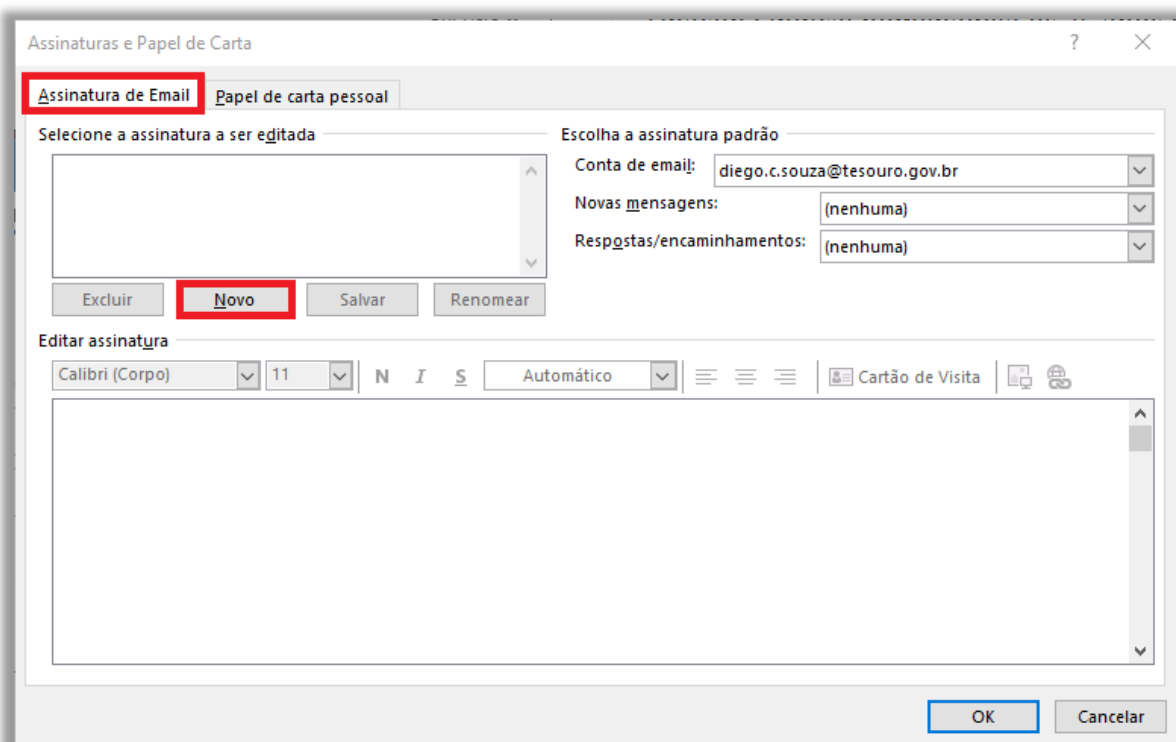 Assinaturas e Papel de Carta ?
Assinatura de Email Papel de carta pessoal
Selecione a assinatura a ser editada
Escolha a assinatura padrão
Conta de email: diego.c.souza@tesouro.gov.br
Novas mensagens: (nenhuma)
Respostas/encaminhamentos: (nenhuma)
Excluir Novo Salvar Renomear
Editar assinatura
Calibri (Corpo) 11 N I S Automático Cartão de Visita
OK Cancelar